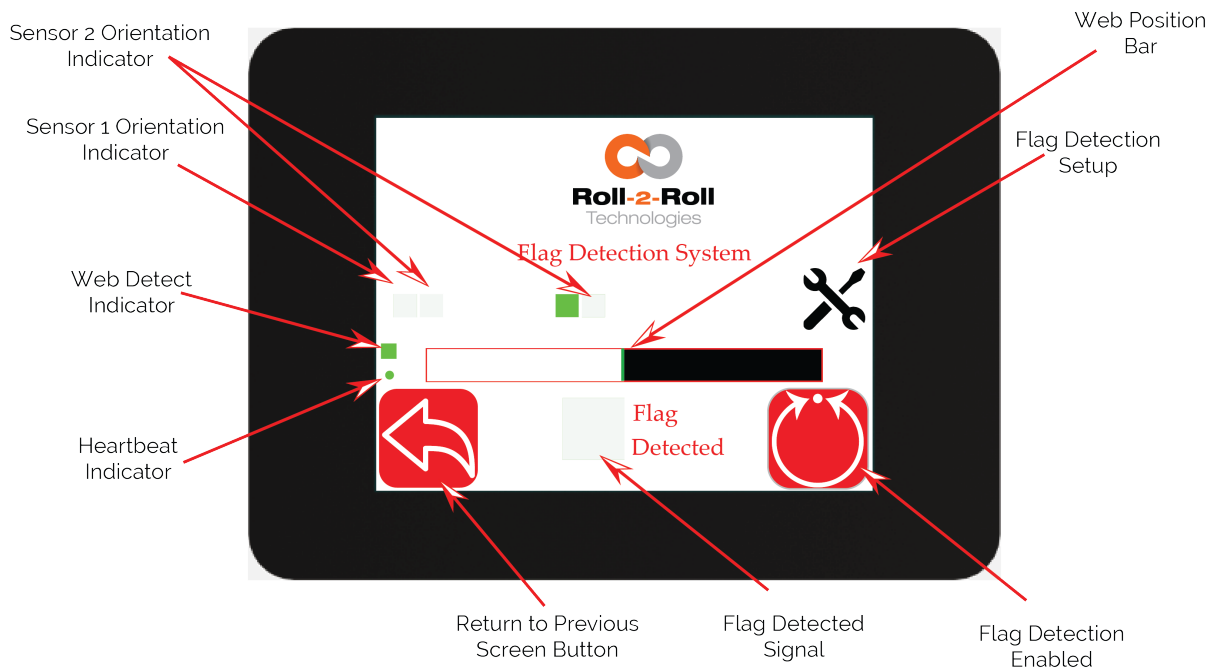 Sensor 2 Orientation
Indicator
Web Position
Bar
Sensor 1 Orientation
Indicator
Flag Detection
Setup
Roll-2-Roll
Technologies
Flag Detection System
Web Detect
Indicator
Flag
Detected
Heartbeat
Indicator
Return to Previous
Screen Button
Flag Detected
Signal
Flag Detection
Enabled